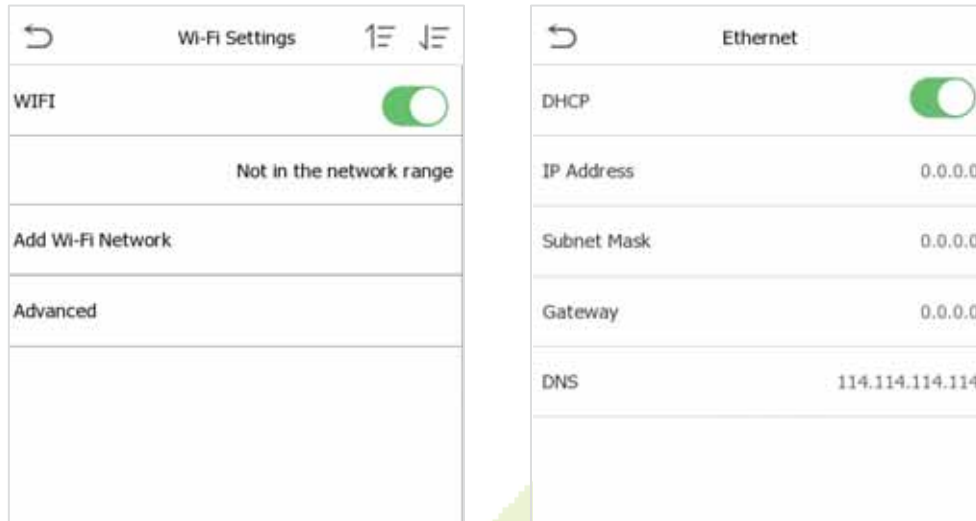 Wi-Fi Settings
WIFI
Not in the network range
Add Wi-Fi Network
Advanced
Ethernet
DHCP
IP Address 0.0.0.0
Subnet Mask 0.0.0.0
Gateway 0.0.0.0
DNS 114.114.114.114